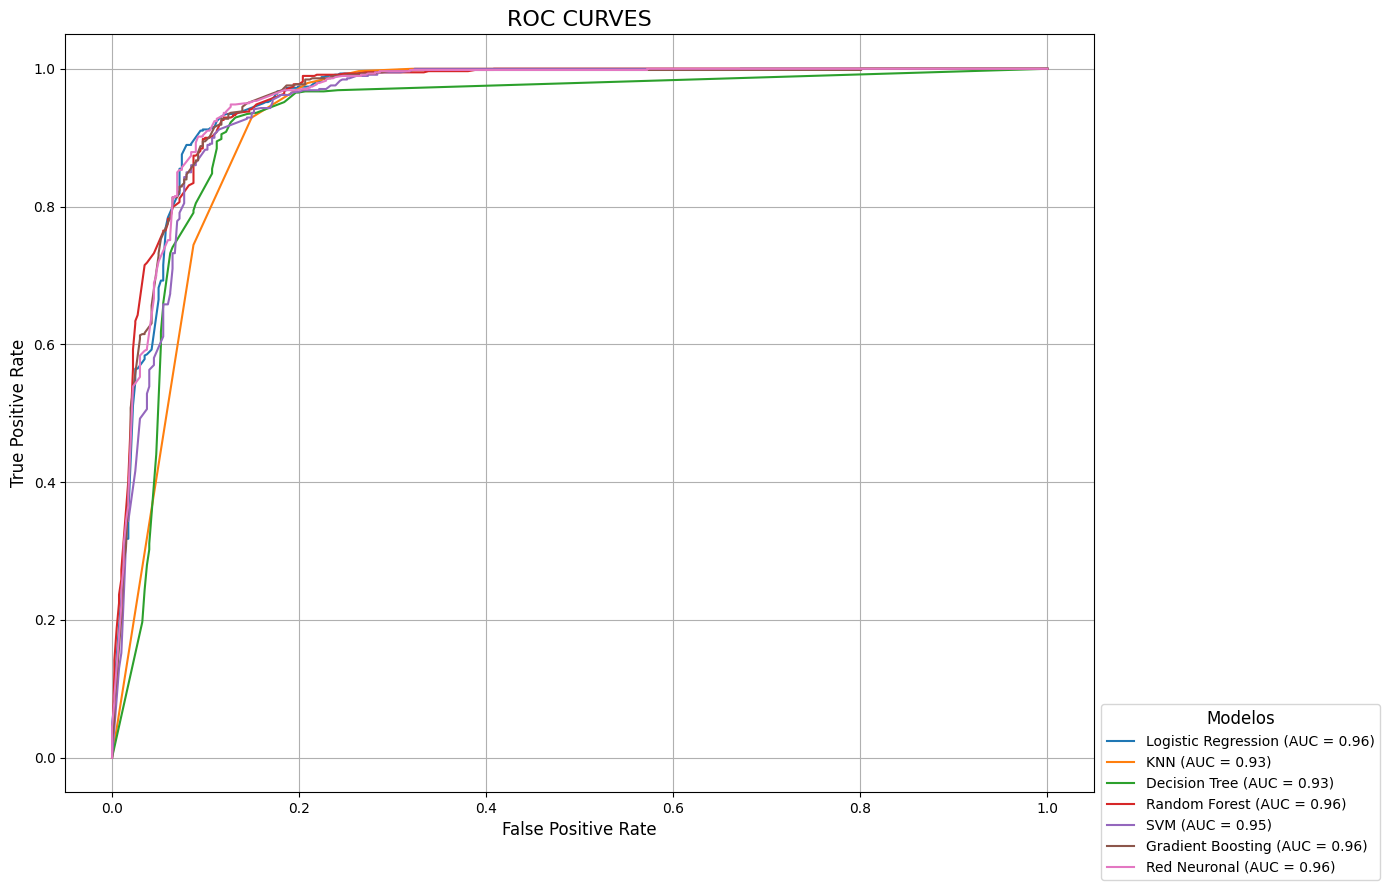 ROC CURVES
True Positive Rate
1.0
0.8
0.6
0.4
0.2
0.0
0.0 0.2 0.4 0.6 0.8 1.0
False Positive Rate
Modelos
Logistic Regression (AUC = 0.96)
KNN (AUC = 0.93)
Decision Tree (AUC = 0.93)
Random Forest (AUC = 0.96)
SVM (AUC = 0.95)
Gradient Boosting (AUC = 0.96)
Red Neuronal (AUC = 0.96)